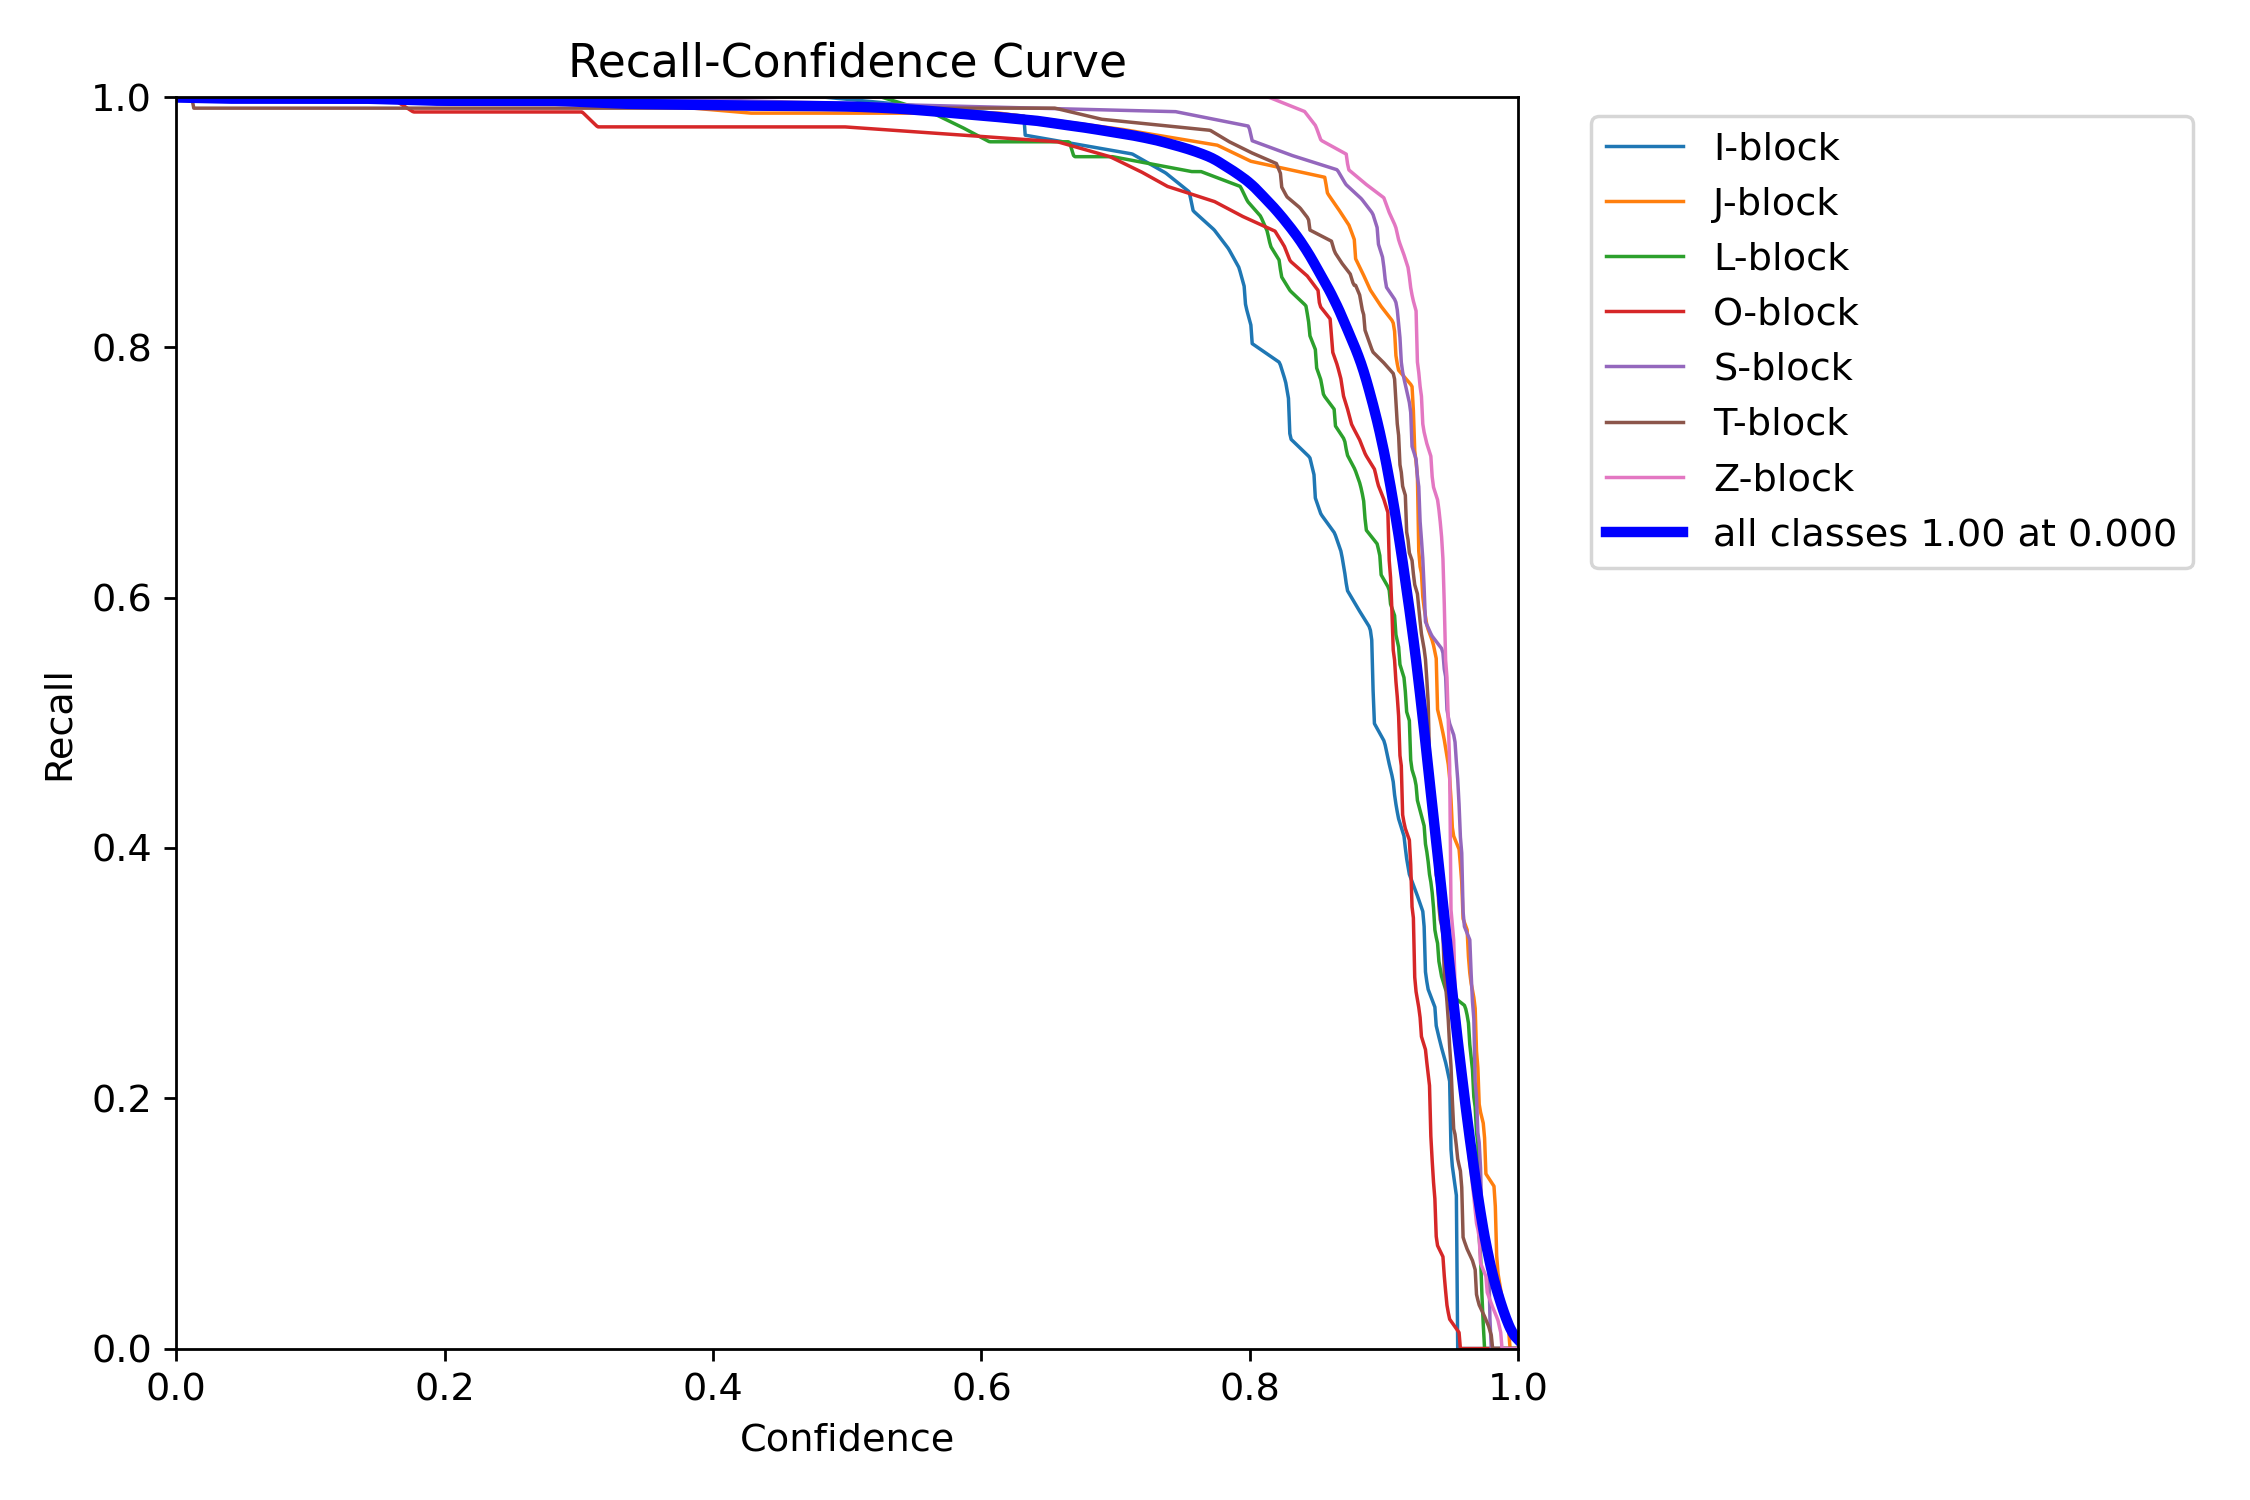 Recall-Confidence Curve
1.0
0.8
0.6
0.4
0.2
0.0
Recall
0.0 0.2 0.4 0.6 0.8 1.0
Confidence
I-block
J-block
L-block
O-block
S-block
T-block
Z-block
all classes 1.00 at 0.000